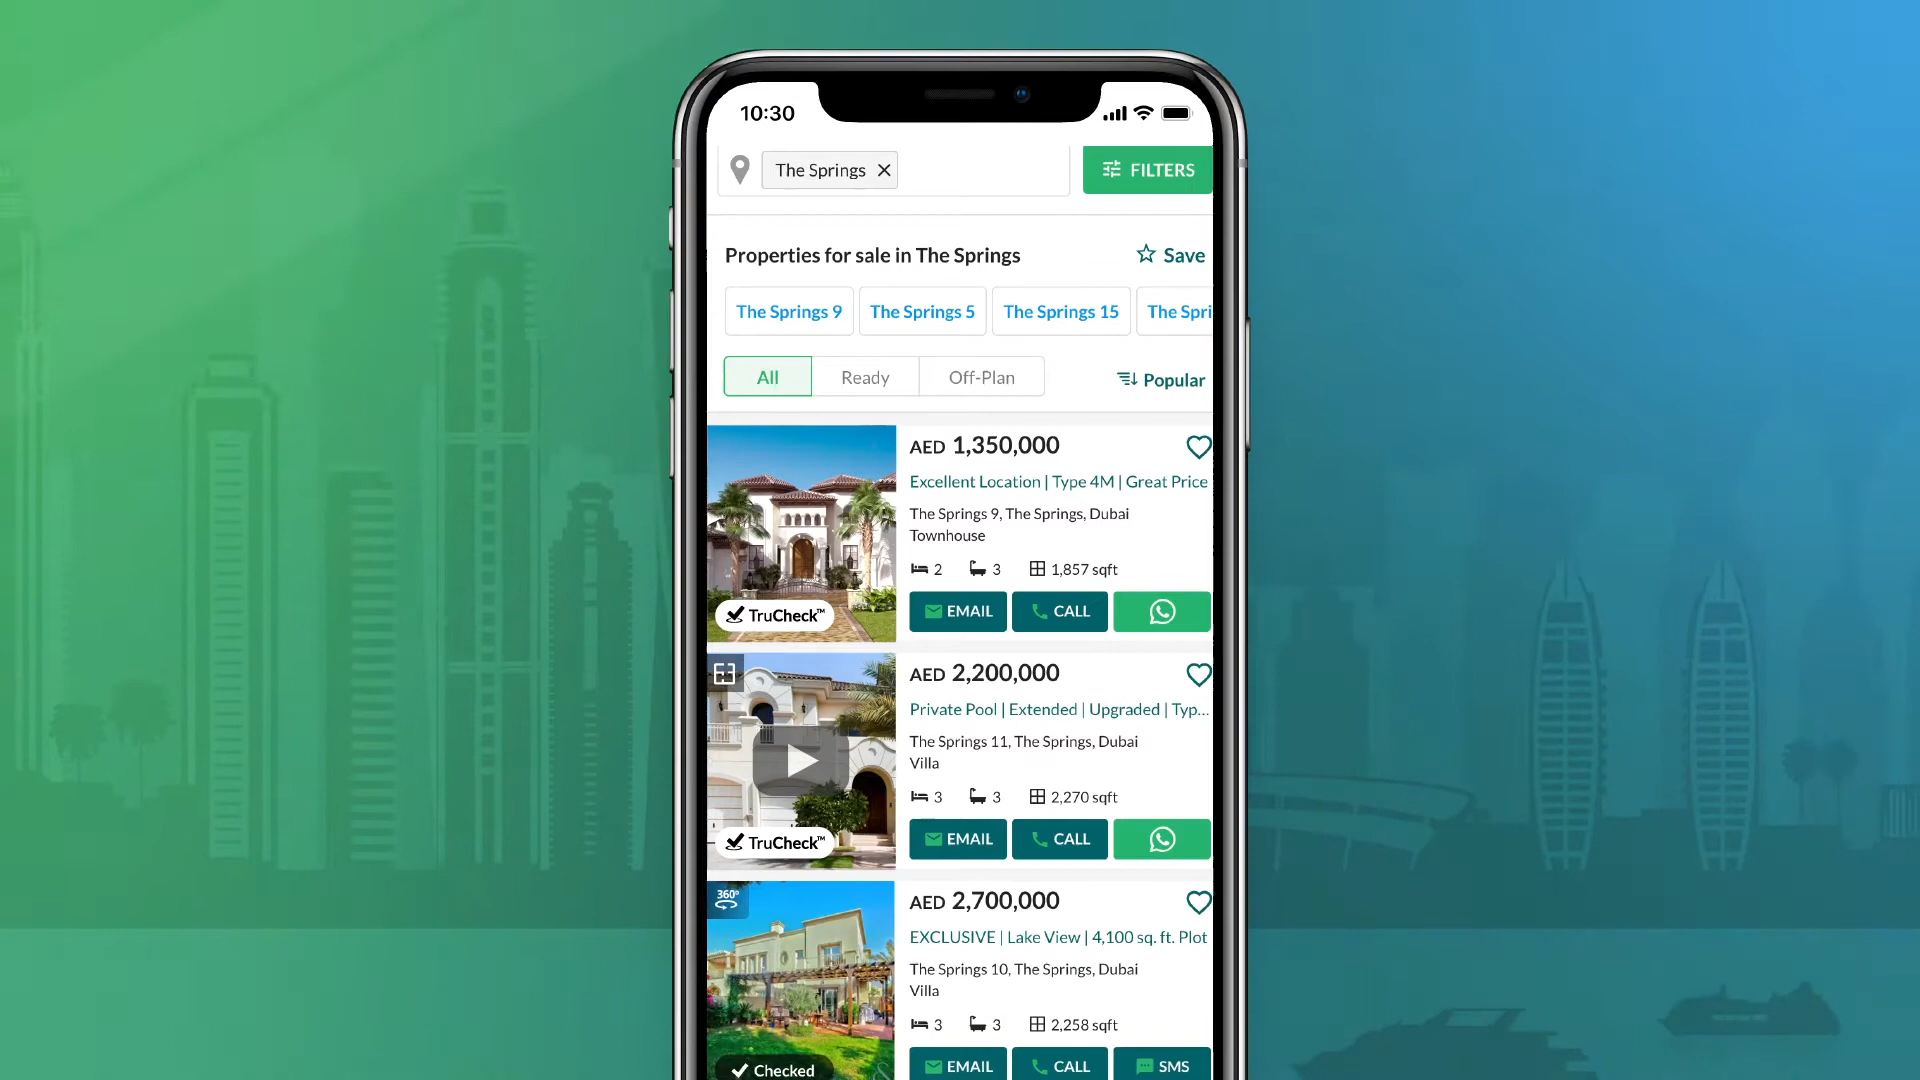 10:30
The Springs
FILTERS
Properties for sale in The Springs
Save
The Springs 9
The Springs 5
The Springs 15
The Spri
All
Ready
Off-Plan
Popular
AED 1,350,000
Excellent Location | Type 4M | Great Price
The Springs 9, The Springs, Dubai
Townhouse
2
3
1,857 sqft
TruCheck™
EMAIL
CALL
AED 2,200,000
Private Pool | Extended | Upgraded | Typ...
The Springs 11, The Springs, Dubai
Villa
3
3
2,270 sqft
TruCheck™
EMAIL
CALL
360°
AED 2,700,000
EXCLUSIVE | Lake View | 4,100 sq. ft. Plot
The Springs 10, The Springs, Dubai
Villa
3
3
2,258 sqft
Checked
EMAIL
CALL
SMS